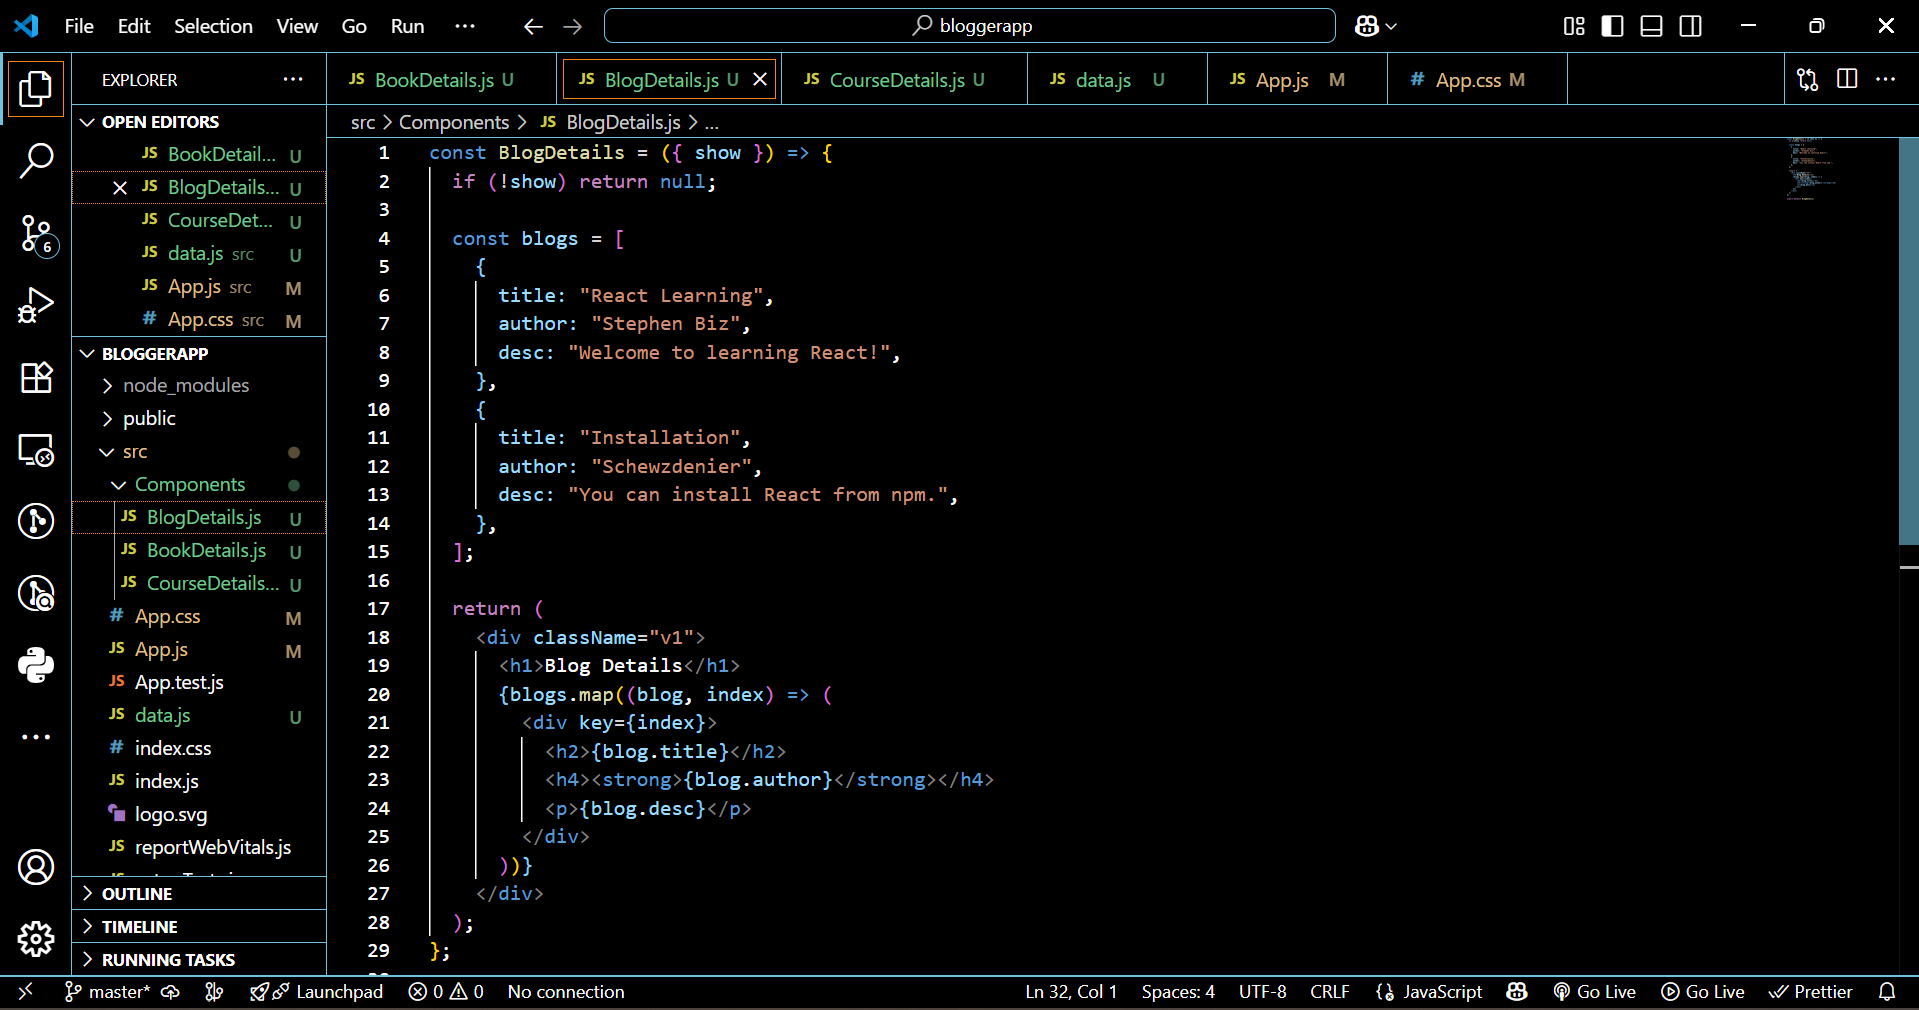 File Edit Selection View Go Run ··· bloggerapp
EXPLORER ···
OPEN EDITORS
JS BookDetail... U
JS BlogDetails... U
JS CourseDet... U
JS data.js src U
JS App.js src M
# App.css src M
BLOGGERAPP
node_modules
public
src
Components
JS BlogDetails.js U
JS BookDetails.js U
JS CourseDetails... U
# App.css M
JS App.js M
JS App.test.js
JS data.js U
# index.css
JS index.js
logo.svg
JS reportWebVitals.js
OUTLINE
TIMELINE
RUNNING TASKS
6
JS BookDetails.js U JS BlogDetails.js U JS CourseDetails.js U JS data.js U JS App.js M # App.css M
src > Components > JS BlogDetails.js > ...
1 const BlogDetails = ({ show }) => {
2 if (!show) return null;
3
4 const blogs = [
5 {
6 title: "React Learning",
7 author: "Stephen Biz",
8 desc: "Welcome to learning React!",
9 },
10 {
11 title: "Installation",
12 author: "Schewzdenier",
13 desc: "You can install React from npm.",
14 },
15 ];
16
17 return (
18 <div className="v1">
19 <h1>Blog Details</h1>
20 {blogs.map((blog, index) => (
21 <div key={index}>
22 <h2>{blog.title}</h2>
23 <h4><strong>{blog.author}</strong></h4>
24 <p>{blog.desc}</p>
25 </div>
26 ))}
27 </div>
28 );
29 };
master* Launchpad 0 0 No connection Ln 32, Col 1 Spaces: 4 UTF-8 CRLF JavaScript Go Live Go Live Prettier